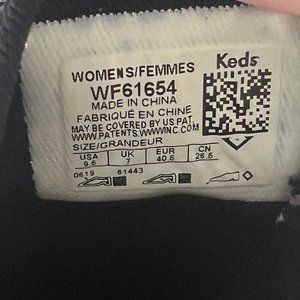 Keds
WOMENS/FEMMES
WF61654
MADE IN CHINA
FABRIQUÉ EN CHINE
MAY BE COVERED BY US PAT.
WWW.PATENTS.WWWINC.COM
SIZE/GRANDEUR
USA UK EUR CN
9.5 7 40.5 26.5
0619 61443